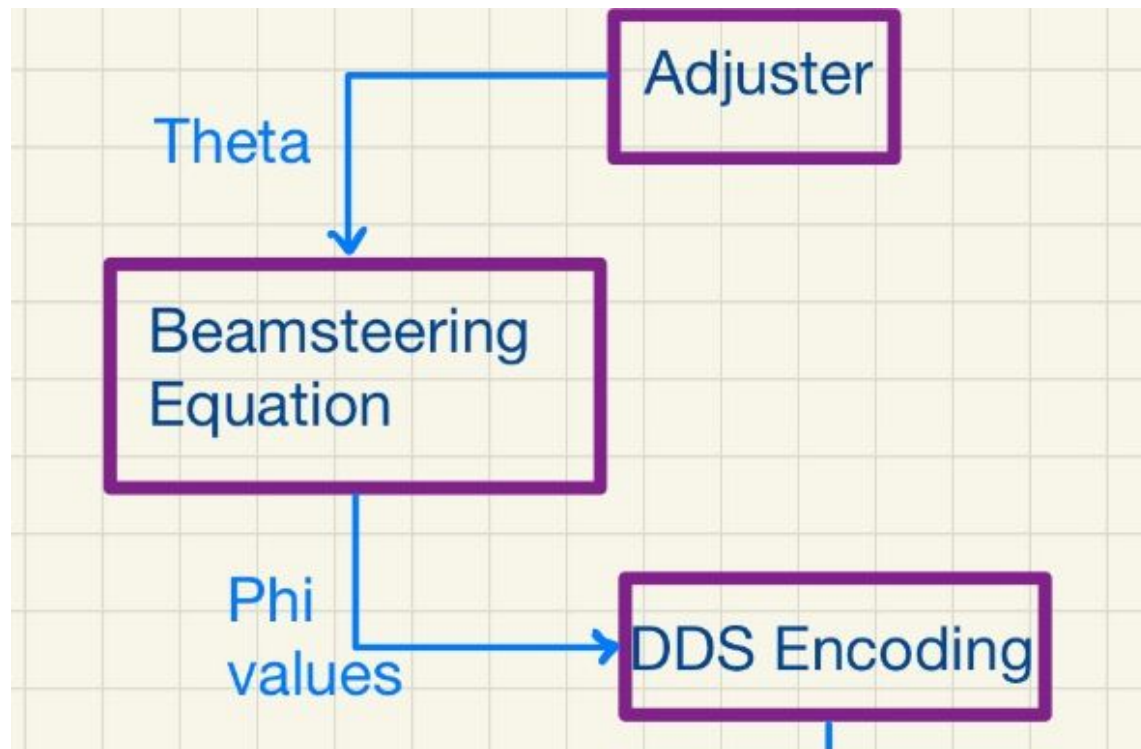 Adjuster
Theta
Beamsteering
Equation
Phi
values
DDS Encoding